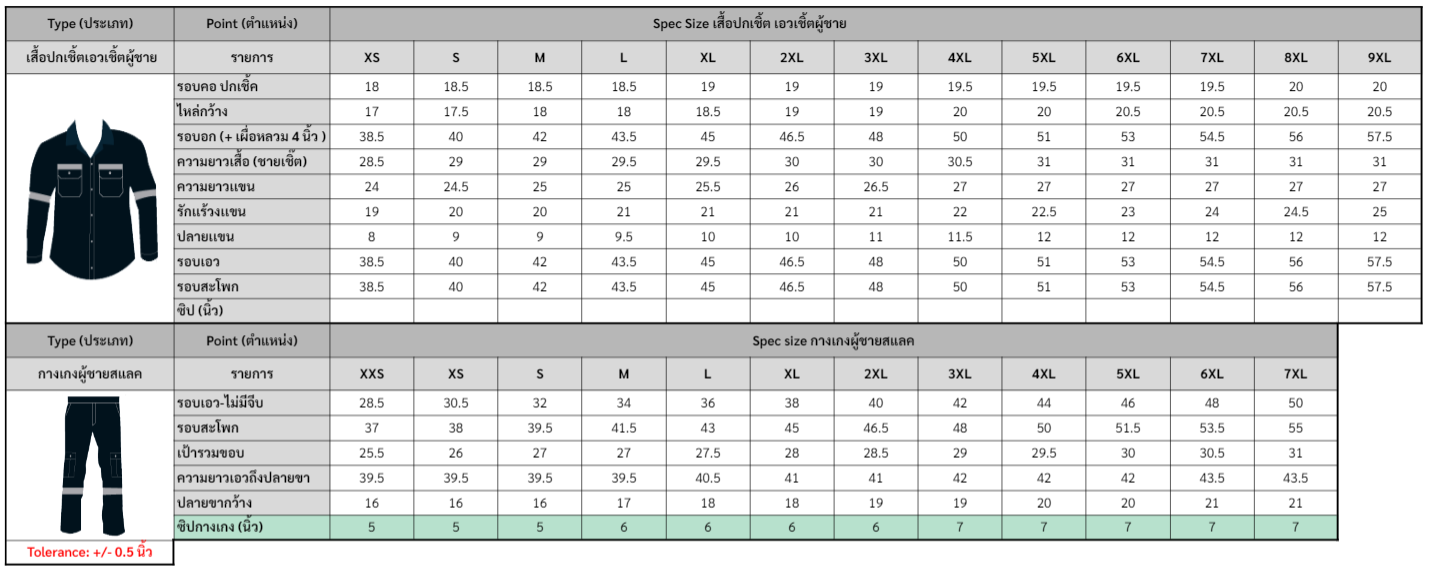 Type (ประเภท) Point (ตำแหน่ง) Spec Size เสื้อปกเชิ้ต เอวเชิ้ตผู้ชาย
เสื้อปกเชิ้ตเอวเชิ้ตผู้ชาย รายการ XS S M L XL 2XL 3XL 4XL 5XL 6XL 7XL 8XL 9XL
รอบคอ ปกเชิ้ต 18 18.5 18.5 18.5 19 19 19 19.5 19.5 19.5 19.5 20 20
ไหล่กว้าง 17 17.5 18 18 18.5 19 19 20 20 20.5 20.5 20.5 20.5
รอบอก (+ เผื่อหลวม 4 นิ้ว ) 38.5 40 42 43.5 45 46.5 48 50 51 53 54.5 56 57.5
ความยาวเสื้อ (ชายเชิ๊ต) 28.5 29 29 29.5 29.5 30 30 30.5 31 31 31 31 31
ความยาวแขน 24 24.5 25 25 25.5 26 26.5 27 27 27 27 27 27
รักแร้วงแขน 19 20 20 21 21 21 21 22 22.5 23 24 24.5 25
ปลายแขน 8 9 9 9.5 10 10 11 11.5 12 12 12 12 12
รอบเอว 38.5 40 42 43.5 45 46.5 48 50 51 53 54.5 56 57.5
รอบสะโพก 38.5 40 42 43.5 45 46.5 48 50 51 53 54.5 56 57.5
ซิป (นิ้ว)
Type (ประเภท) Point (ตำแหน่ง) Spec size กางเกงผู้ชายสแลค
กางเกงผู้ชายสแลค รายการ XXS XS S M L XL 2XL 3XL 4XL 5XL 6XL 7XL
รอบเอว-ไม่มีจีบ 28.5 30.5 32 34 36 38 40 42 44 46 48 50
รอบสะโพก 37 38 39.5 41.5 43 45 46.5 48 50 51.5 53.5 55
เป้ารวมขอบ 25.5 26 27 27 27.5 28 28.5 29 29.5 30 30.5 31
ความยาวเอวถึงปลายขา 39.5 39.5 39.5 39.5 40.5 41 41 42 42 42 43.5 43.5
ปลายขากว้าง 16 16 16 17 18 18 19 19 20 20 21 21
ซิปกางเกง (นิ้ว) 5 5 5 6 6 6 6 7 7 7 7 7
Tolerance: +/- 0.5 นิ้ว